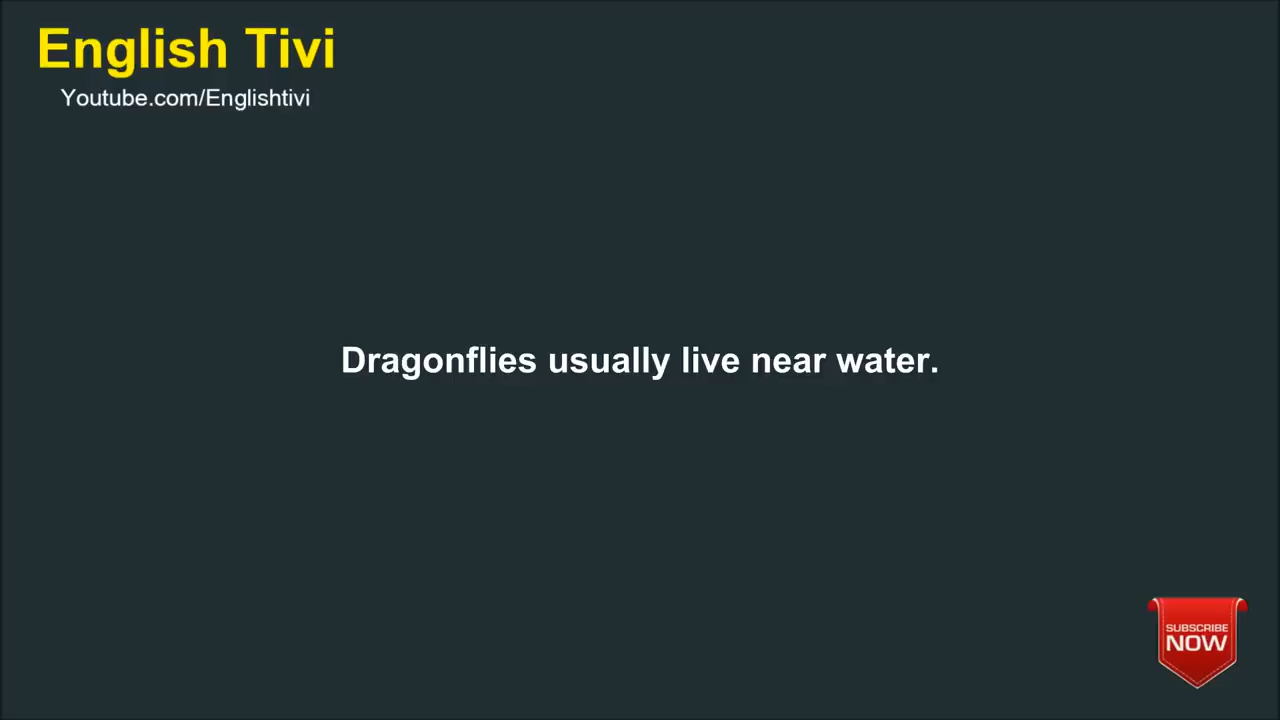 English Tivi
Youtube.com/Englishtivi
Dragonflies usually live near water.
SUBSCRIBE
NOW